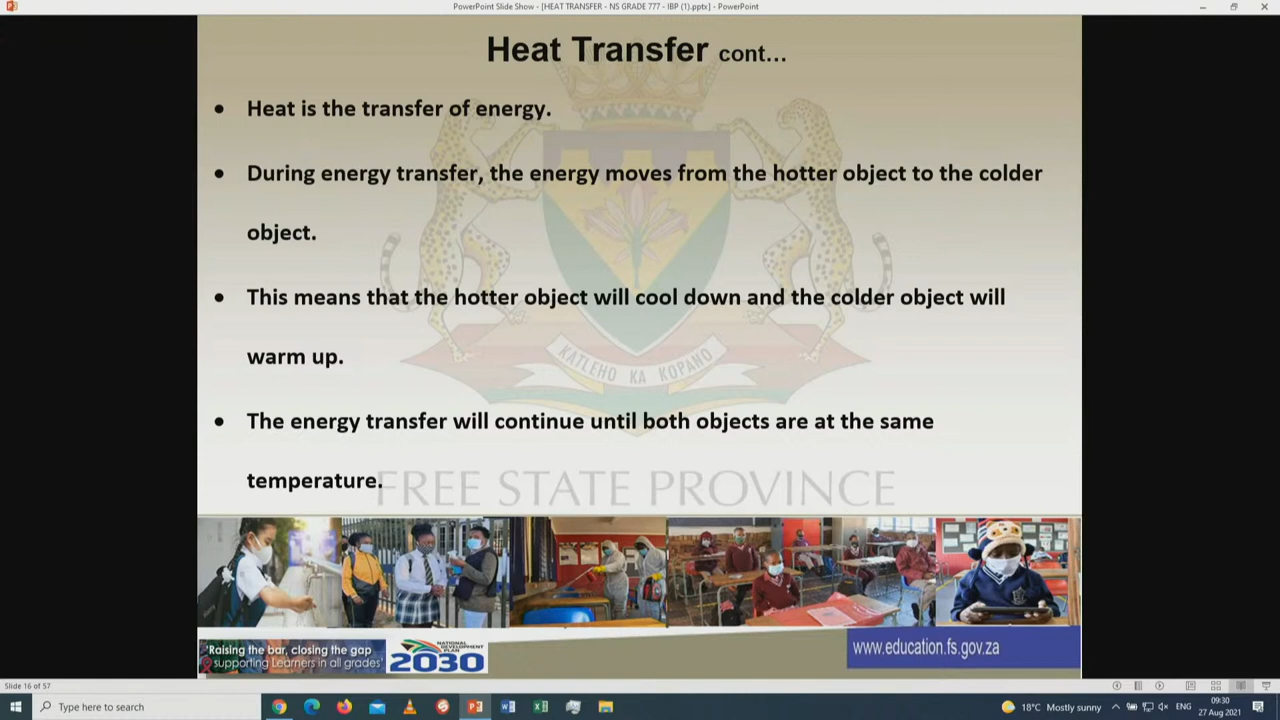 PowerPoint Slide Show - [HEAT TRANSFER - NS GRADE 777 - IBP (1).pptx] - PowerPoint
Heat Transfer cont...
• Heat is the transfer of energy.
• During energy transfer, the energy moves from the hotter object to the colder
object.
• This means that the hotter object will cool down and the colder object will
warm up.
• The energy transfer will continue until both objects are at the same
temperature.
KATLEHO KA KOPANO
FREE STATE PROVINCE
'Raising the bar, closing the gap
supporting Learners in all grades'
NATIONAL
DEVELOPMENT
PLAN
2030
www.education.fs.gov.za
Slide 16 of 57
Type here to search
18°C Mostly sunny
ENG
09:30
27 Aug 2021